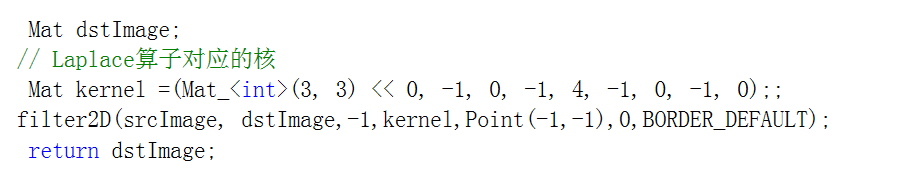 Mat dstImage;
// Laplace算子对应的核
Mat kernel =(Mat_<int>(3, 3) << 0, -1, 0, -1, 4, -1, 0, -1, 0);;
filter2D(srcImage, dstImage,-1,kernel,Point(-1,-1),0,BORDER_DEFAULT);
return dstImage;